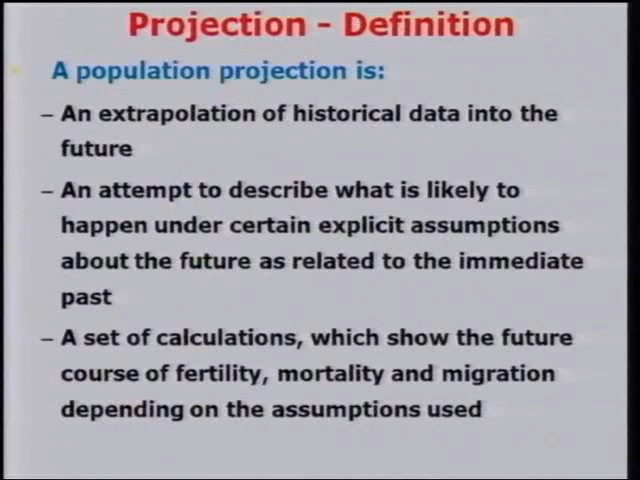 Projection – Definition
A population projection is:
– An extrapolation of historical data into the
future
– An attempt to describe what is likely to
happen under certain explicit assumptions
about the future as related to the immediate
past
– A set of calculations, which show the future
course of fertility, mortality and migration
depending on the assumptions used